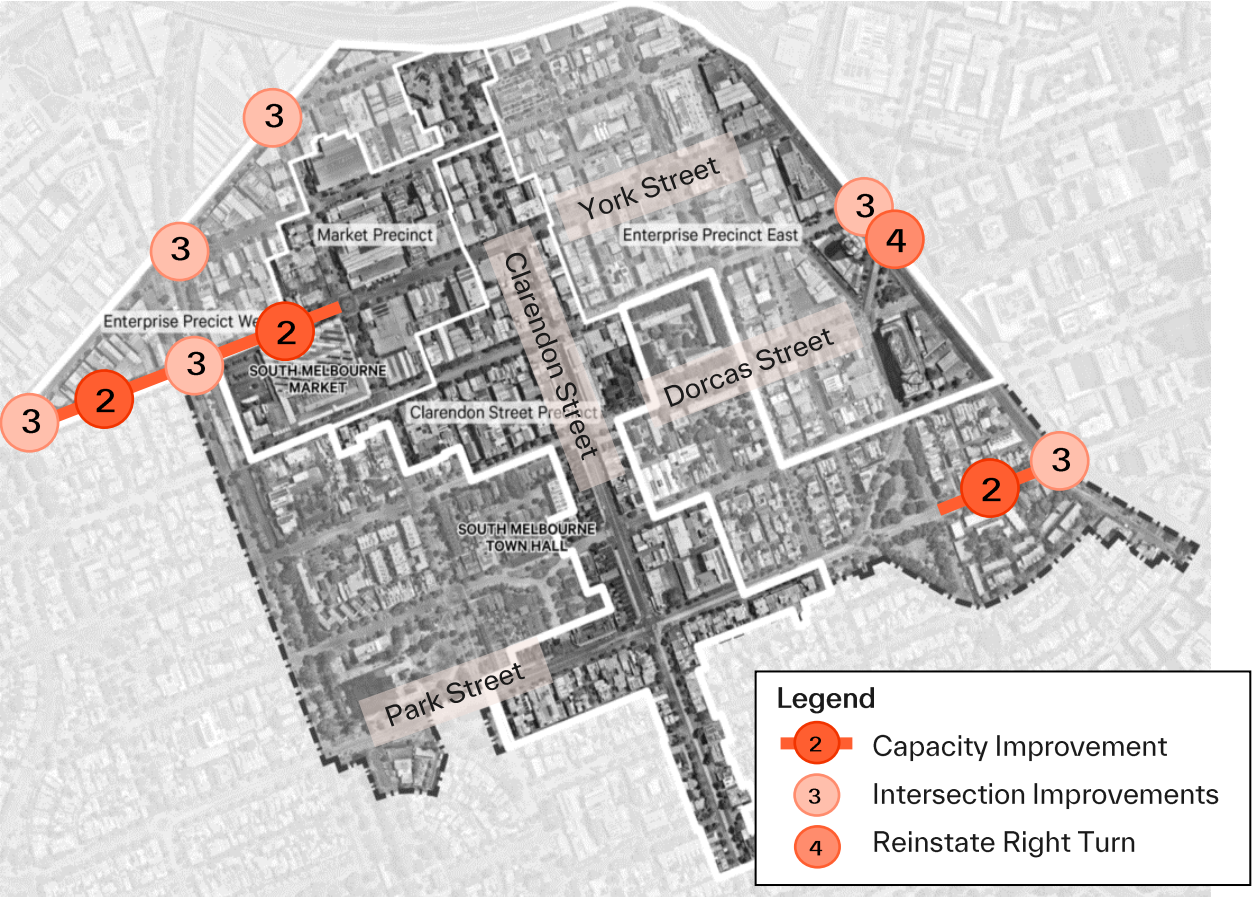 3
York Street
3
Market Precinct
Enterprise Precinct East
4
3
Clarendon Street
Enterprise Precict We
2
3
SOUTH MELBOURNE
MARKET
Dorcas Street
2
3
Clarendon Street Precinct
3
2
SOUTH MELBOURNE
TOWN HALL
Park Street
Legend
2 Capacity Improvement
3 Intersection Improvements
4 Reinstate Right Turn